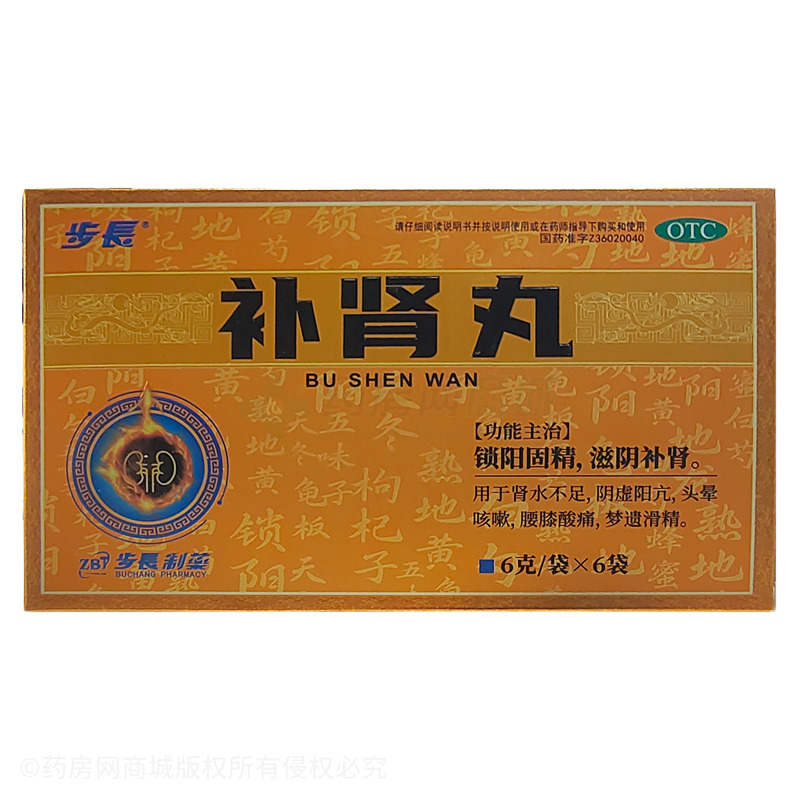 步長®
请仔细阅读说明书并按说明使用或在药师指导下购买和使用
国药准字Z36020040
OTC
补肾丸
BU SHEN WAN
【功能主治】
锁阳固精,滋阴补肾。
用于肾水不足,阴虚阳亢,头晕
咳嗽,腰膝酸痛,梦遗滑精。
6克/袋×6袋
ZBT 步長制药
BUCHANG PHARMACY
©药房网商城版权所有侵权必究